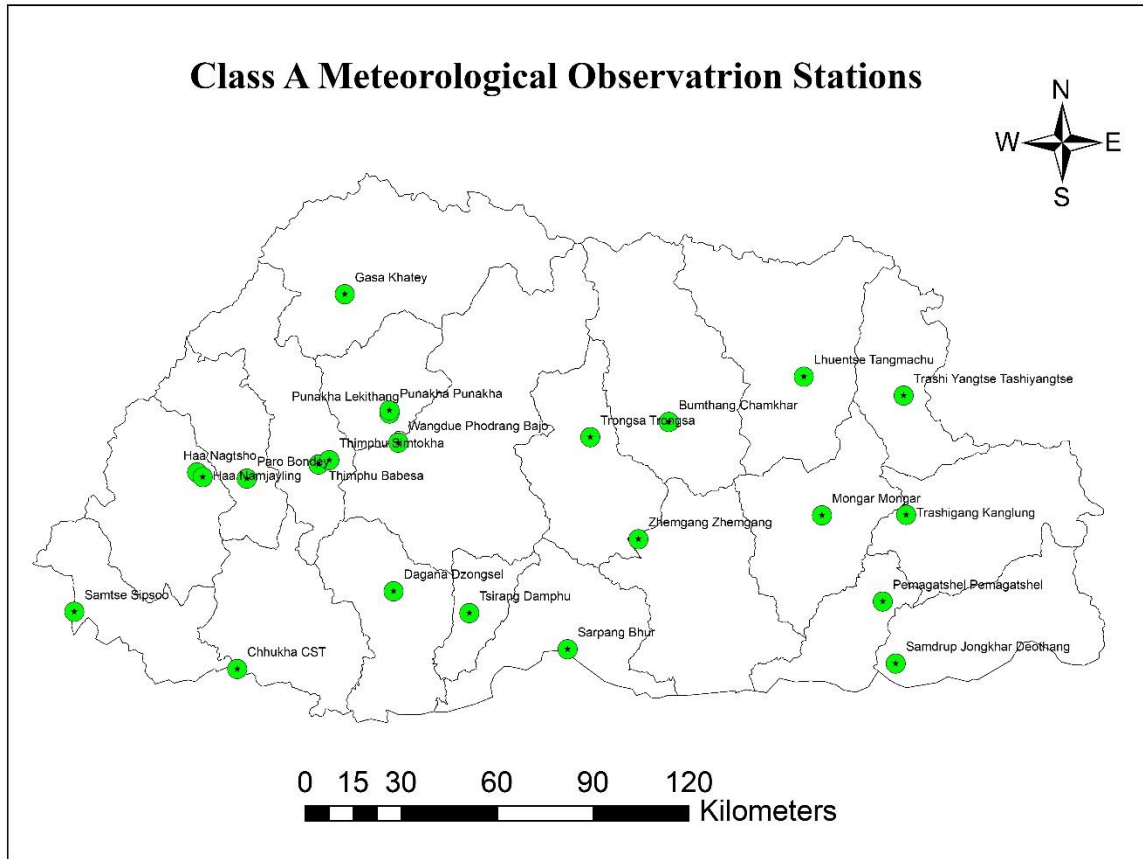 Class A Meteorological Observatrion Stations
N
W E
S
Gasa Khatey
Lhuentse Tangmachu
Trashi Yangtse Tashiyangtse
Punakha Lekithang
Punakha Punakha
Bumthang Chamkhar
Trongsa Trongsa
Wangdue Phodrang Bajo
Thimphu Simtokha
Haa Nagtsho
Paro Bondey
Haa Namjayling
Thimphu Babesa
Mongar Mongar
Trashigang Kanglung
Zhemgang Zhemgang
Dagana Dzongsel
Pemagatshel Pemagatshel
Samtse Sipsoo
Tsirang Damphu
Sarpang Bhur
Samdrup Jongkhar Deothang
Chhukha CST
0 15 30 60 90 120
Kilometers